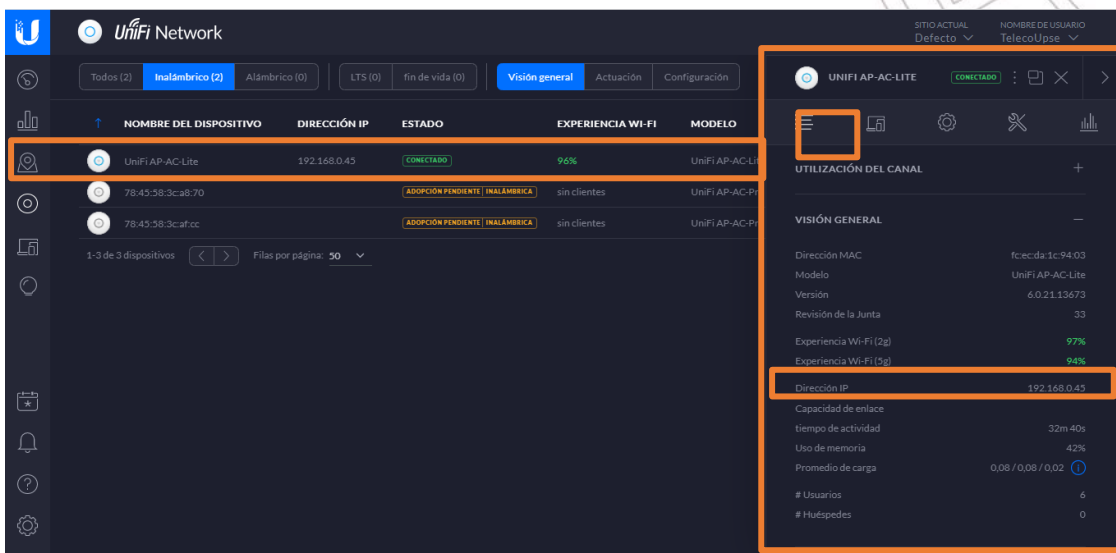 UniFi Network
SITIO ACTUAL
Defecto
NOMBRE DE USUARIO
TelecoUpse
Todos (2) Inalámbrico (2) Alámbrico (0) LTS (0) fin de vida (0) Visión general Actuación Configuración
NOMBRE DEL DISPOSITIVO DIRECCIÓN IP ESTADO EXPERIENCIA WI-FI MODELO
UniFi AP-AC-Lite 192.168.0.45 CONECTADO 96% UniFi AP-AC-Lit
78:45:58:3c:a8:70 ADOPCIÓN PENDIENTE INALÁMBRICA sin clientes UniFi AP-AC-Pr
78:45:58:3c:af:cc ADOPCIÓN PENDIENTE INALÁMBRICA sin clientes UniFi AP-AC-Pr
1-3 de 3 dispositivos Filas por página: 50
UNIFI AP-AC-LITE CONECTADO
UTILIZACIÓN DEL CANAL
VISIÓN GENERAL
Dirección MAC fc:ec:da:1c:94:03
Modelo UniFi AP-AC-Lite
Versión 6.0.21.13673
Revisión de la Junta 33
Experiencia Wi-Fi (2g) 97%
Experiencia Wi-Fi (5g) 94%
Dirección IP 192.168.0.45
Capacidad de enlace
tiempo de actividad 32m 40s
Uso de memoria 42%
Promedio de carga 0,08 / 0,08 / 0,02
# Usuarios 6
# Huéspedes 0